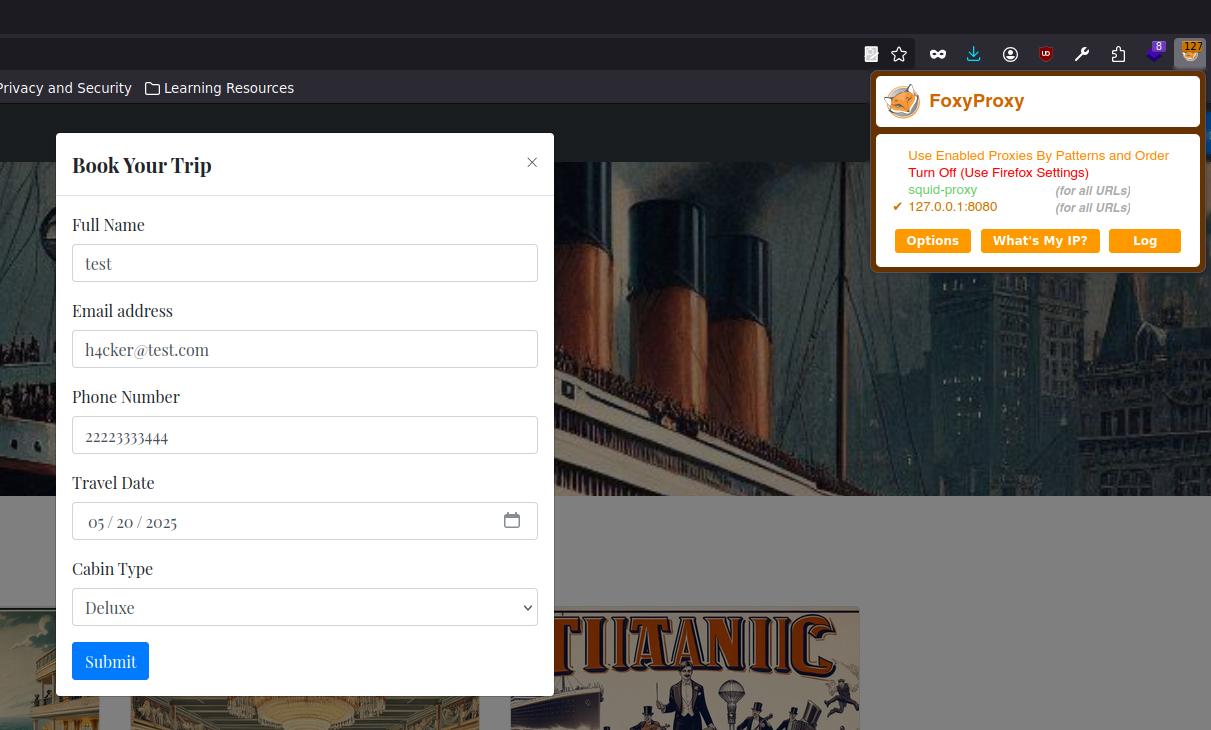 8
127
Privacy and Security
Learning Resources
FoxyProxy
Use Enabled Proxies By Patterns and Order
Turn Off (Use Firefox Settings)
squid-proxy (for all URLs)
✔ 127.0.0.1:8080 (for all URLs)
Options What's My IP? Log
Book Your Trip ×
Full Name
test
Email address
h4cker@test.com
Phone Number
22223333444
Travel Date
05 / 20 / 2025
Cabin Type
Deluxe
Submit